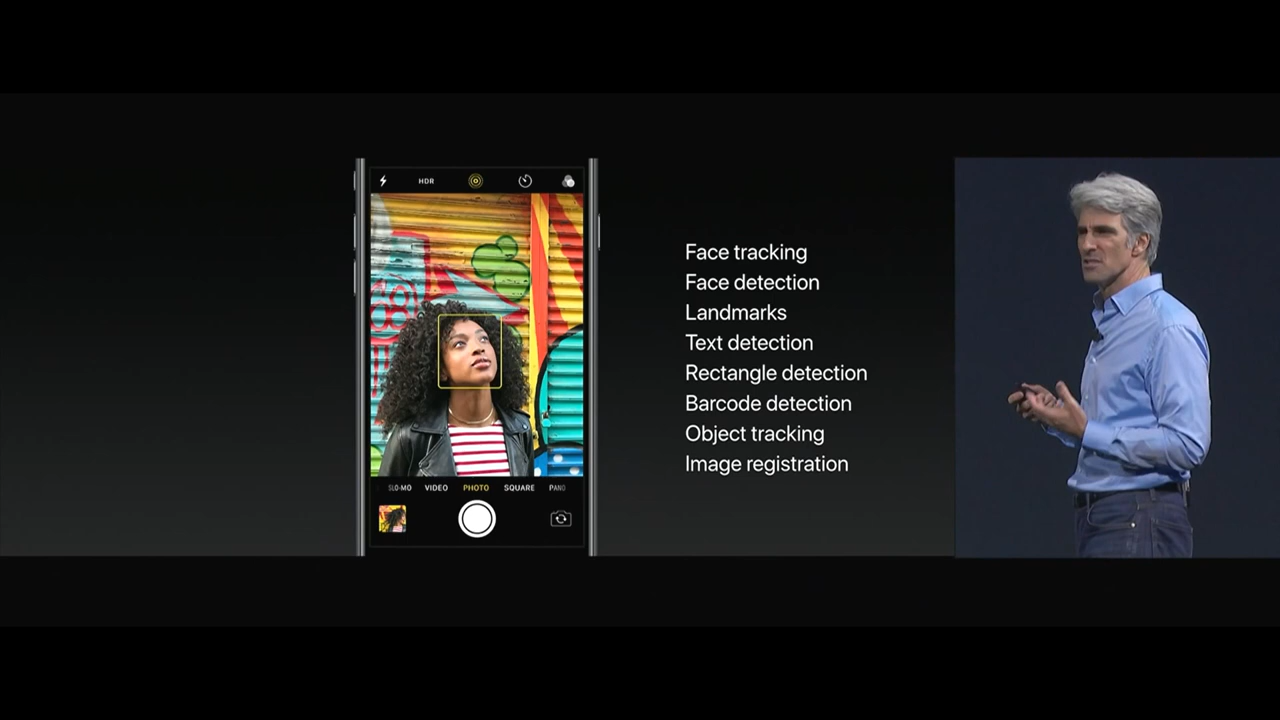 HDR
Face tracking
Face detection
Landmarks
Text detection
Rectangle detection
Barcode detection
Object tracking
Image registration
SLO-MO VIDEO PHOTO SQUARE PANO